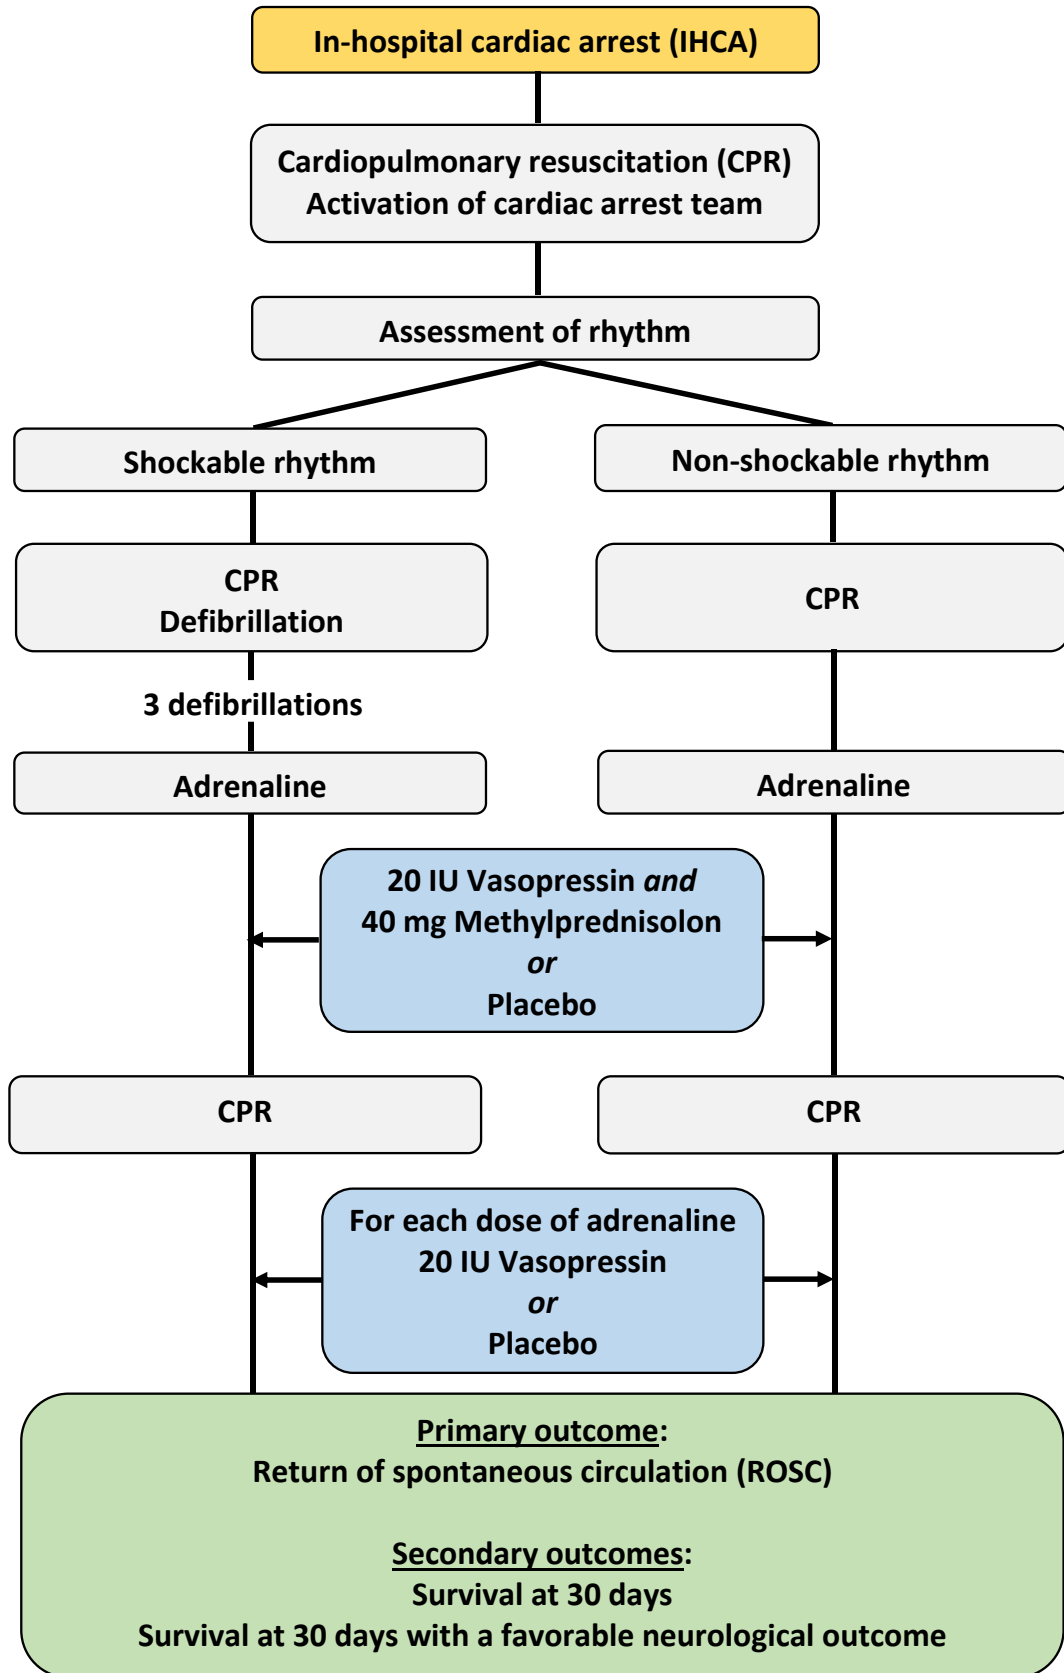 In-hospital cardiac arrest (IHCA)
Cardiopulmonary resuscitation (CPR)
Activation of cardiac arrest team
Assessment of rhythm
Shockable rhythm
Non-shockable rhythm
CPR
Defibrillation
CPR
3 defibrillations
Adrenaline
Adrenaline
20 IU Vasopressin and
40 mg Methylprednisolon
or
Placebo
CPR
CPR
For each dose of adrenaline
20 IU Vasopressin
or
Placebo
Primary outcome:
Return of spontaneous circulation (ROSC)
Secondary outcomes:
Survival at 30 days
Survival at 30 days with a favorable neurological outcome